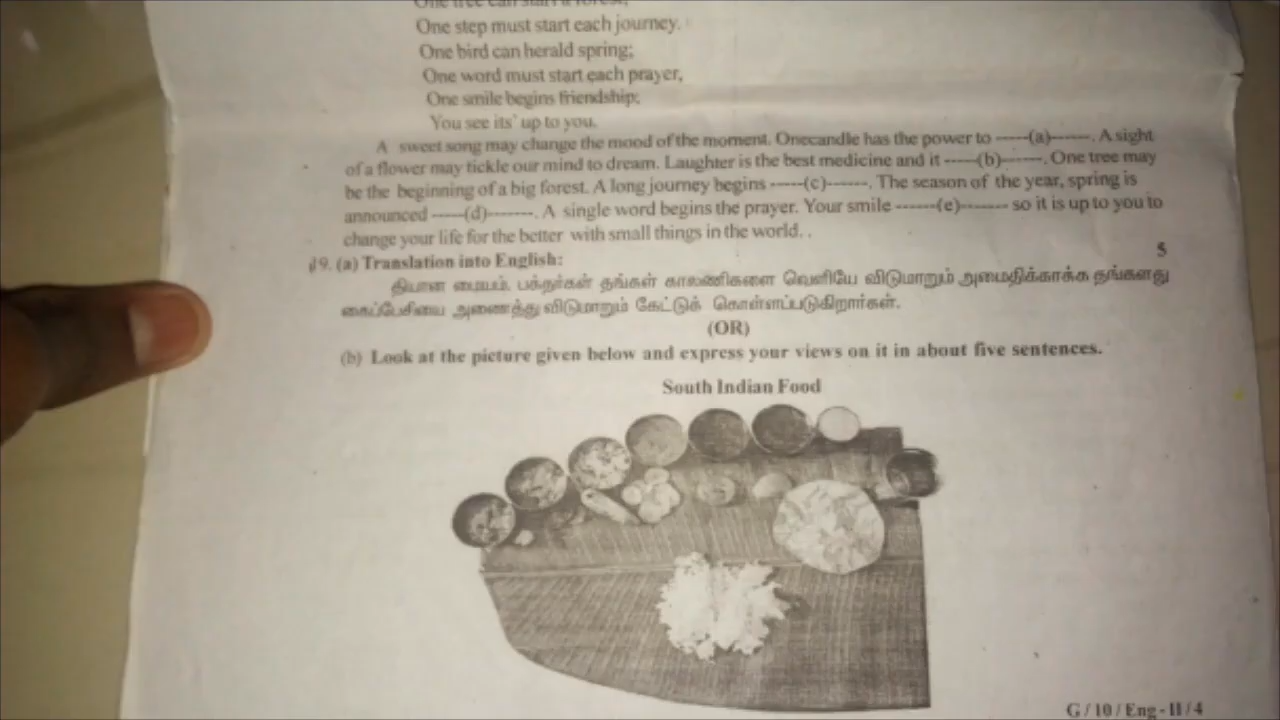 One tree can start a forest,
One step must start each journey.
One bird can herald spring;
One word must start each prayer,
One smile begins friendship;
You see its' up to you.
A sweet song may change the mood of the moment. Onecandle has the power to -----(a)------. A sight
of a flower may tickle our mind to dream. Laughter is the best medicine and it -----(b)-------. One tree may
be the beginning of a big forest. A long journey begins -----(c)------. The season of the year, spring is
announced -----(d)-------. A single word begins the prayer. Your smile ------(e)------- so it is up to you to
change your life for the better with small things in the world. .
49. (a) Translation into English: 5
தியான மையம். பக்தர்கள் தங்கள் காலணிகளை வெளியே விடுமாறும் அமைதிக்காக்க தங்களது
கைப்பேசியை அணைத்து விடுமாறும் கேட்டுக் கொள்ளப்படுகிறார்கள்.
(OR)
(b) Look at the picture given below and express your views on it in about five sentences.
South Indian Food
G / 10 / Eng - II / 4